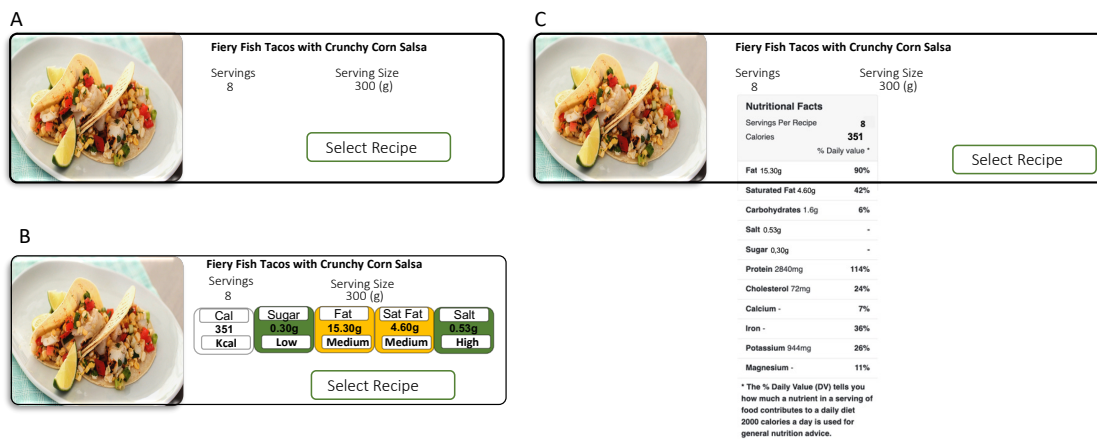 A
Fiery Fish Tacos with Crunchy Corn Salsa
Servings Serving Size
8 300 (g)
Select Recipe
B
Fiery Fish Tacos with Crunchy Corn Salsa
Servings Serving Size
8 300 (g)
Cal Sugar Fat Sat Fat Salt
351 0.30g 15.30g 4.60g 0.53g
Kcal Low Medium Medium High
Select Recipe
C
Fiery Fish Tacos with Crunchy Corn Salsa
Servings Serving Size
8 300 (g)
Nutritional Facts
Servings Per Recipe 8
Calories 351
% Daily value *
Fat 15.30g 90%
Saturated Fat 4.60g 42%
Carbohydrates 1.6g 6%
Salt 0.53g -
Sugar 0,30g -
Protein 2840mg 114%
Cholesterol 72mg 24%
Calcium - 7%
Iron - 36%
Potassium 944mg 26%
Magnesium - 11%
* The % Daily Value (DV) tells you
how much a nutrient in a serving of
food contributes to a daily diet
2000 calories a day is used for
general nutrition advice.
Select Recipe